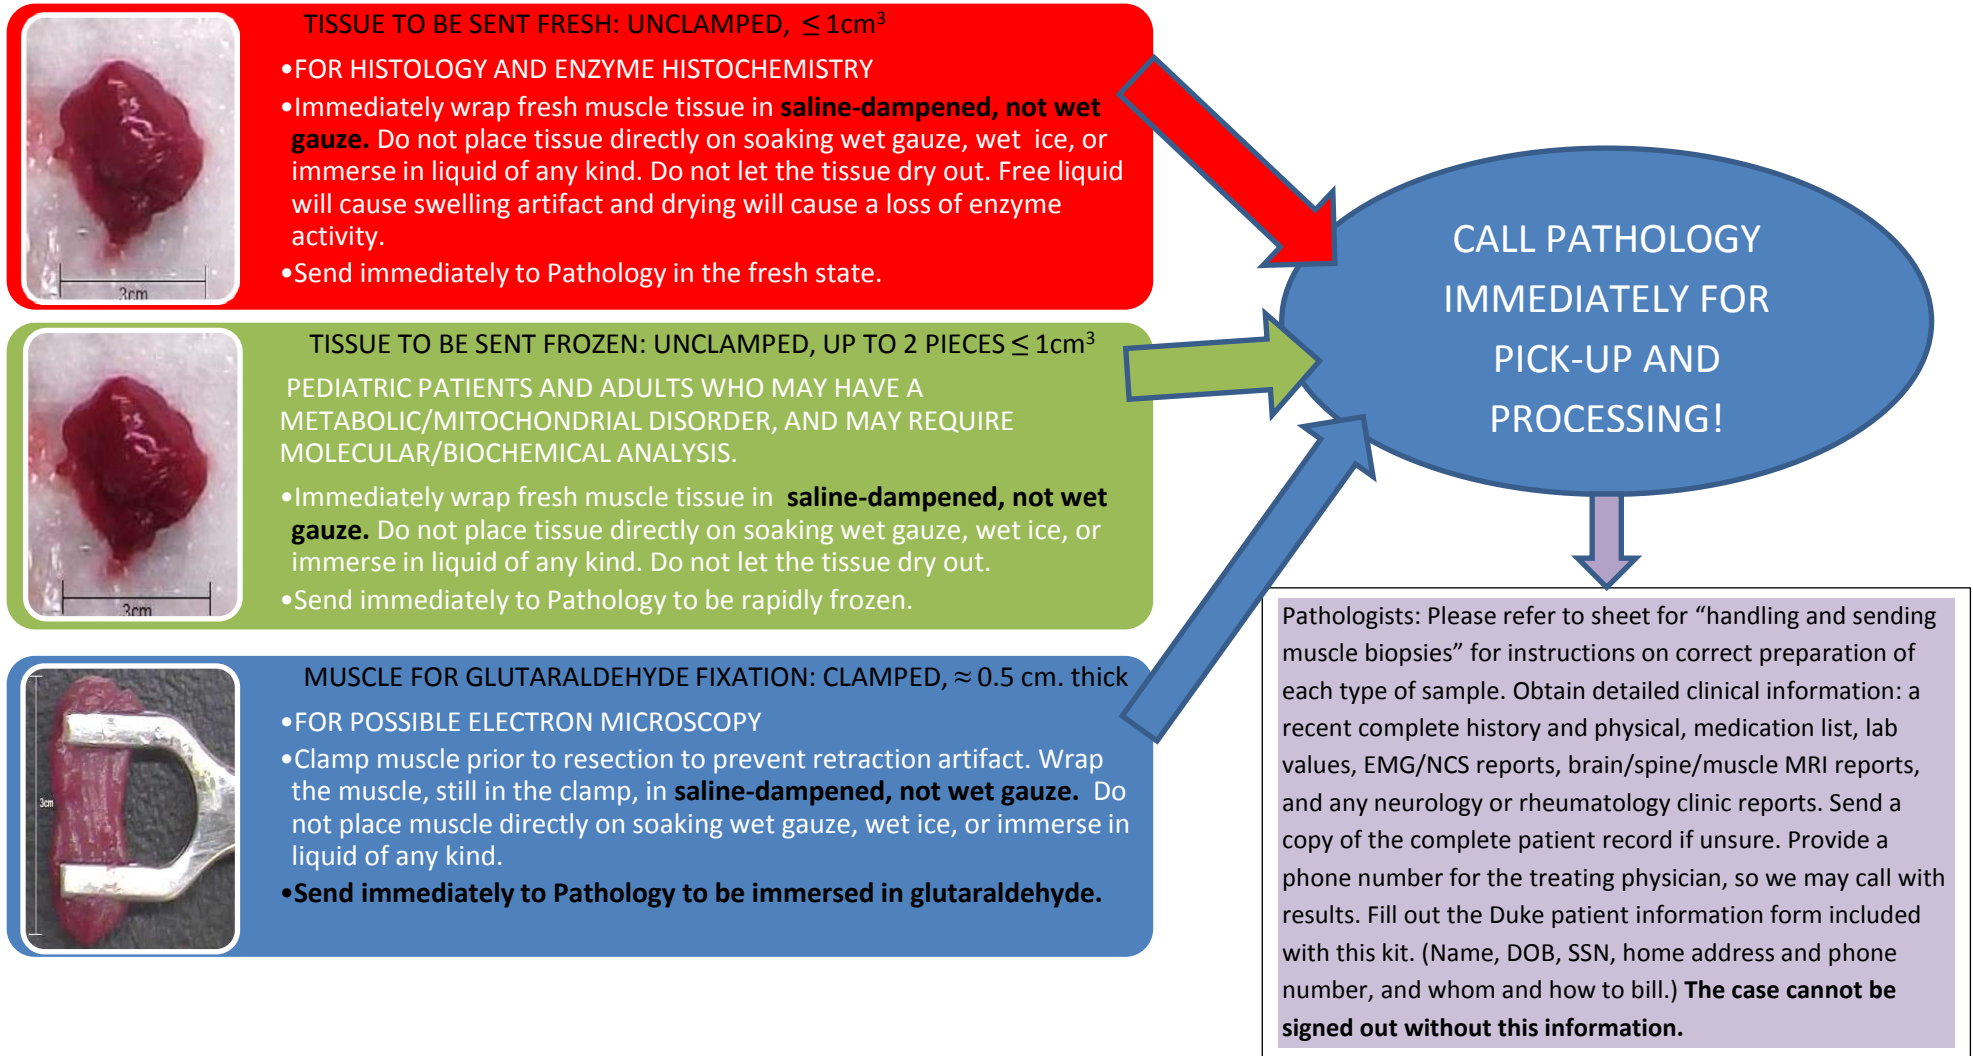 TISSUE TO BE SENT FRESH: UNCLAMPED, ≤ 1cm³
•FOR HISTOLOGY AND ENZYME HISTOCHEMISTRY
•Immediately wrap fresh muscle tissue in saline-dampened, not wet
gauze. Do not place tissue directly on soaking wet gauze, wet ice, or
immerse in liquid of any kind. Do not let the tissue dry out. Free liquid
will cause swelling artifact and drying will cause a loss of enzyme
activity.
•Send immediately to Pathology in the fresh state.
3cm
TISSUE TO BE SENT FROZEN: UNCLAMPED, UP TO 2 PIECES ≤ 1cm³
PEDIATRIC PATIENTS AND ADULTS WHO MAY HAVE A
METABOLIC/MITOCHONDRIAL DISORDER, AND MAY REQUIRE
MOLECULAR/BIOCHEMICAL ANALYSIS.
•Immediately wrap fresh muscle tissue in saline-dampened, not wet
gauze. Do not place tissue directly on soaking wet gauze, wet ice, or
immerse in liquid of any kind. Do not let the tissue dry out.
•Send immediately to Pathology to be rapidly frozen.
3cm
MUSCLE FOR GLUTARALDEHYDE FIXATION: CLAMPED, ≈ 0.5 cm. thick
•FOR POSSIBLE ELECTRON MICROSCOPY
•Clamp muscle prior to resection to prevent retraction artifact. Wrap
the muscle, still in the clamp, in saline-dampened, not wet gauze. Do
not place muscle directly on soaking wet gauze, wet ice, or immerse in
liquid of any kind.
•Send immediately to Pathology to be immersed in glutaraldehyde.
3cm
CALL PATHOLOGY
IMMEDIATELY FOR
PICK-UP AND
PROCESSING!
Pathologists: Please refer to sheet for “handling and sending
muscle biopsies” for instructions on correct preparation of
each type of sample. Obtain detailed clinical information: a
recent complete history and physical, medication list, lab
values, EMG/NCS reports, brain/spine/muscle MRI reports,
and any neurology or rheumatology clinic reports. Send a
copy of the complete patient record if unsure. Provide a
phone number for the treating physician, so we may call with
results. Fill out the Duke patient information form included
with this kit. (Name, DOB, SSN, home address and phone
number, and whom and how to bill.) The case cannot be
signed out without this information.